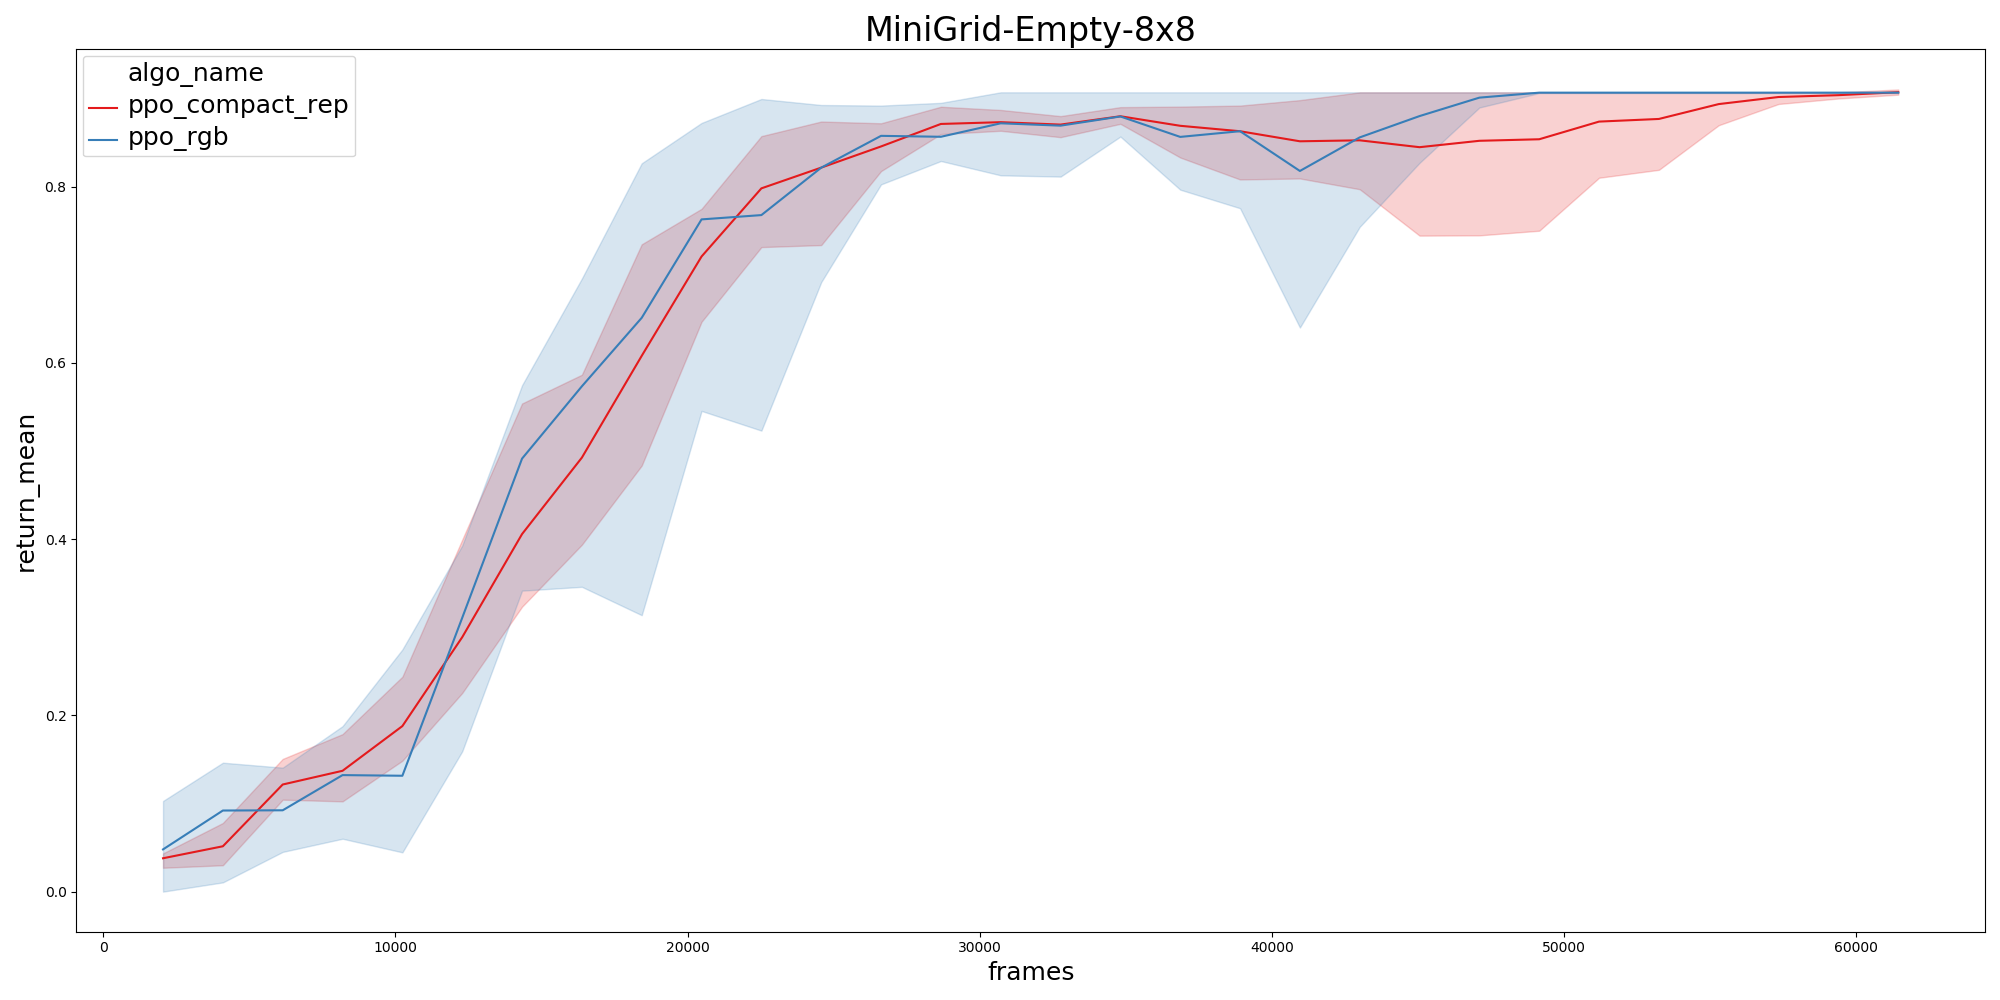 MiniGrid-Empty-8x8
algo_name
ppo_compact_rep
ppo_rgb
return_mean
0.8
0.6
0.4
0.2
0.0
0 10000 20000 30000 40000 50000 60000
frames